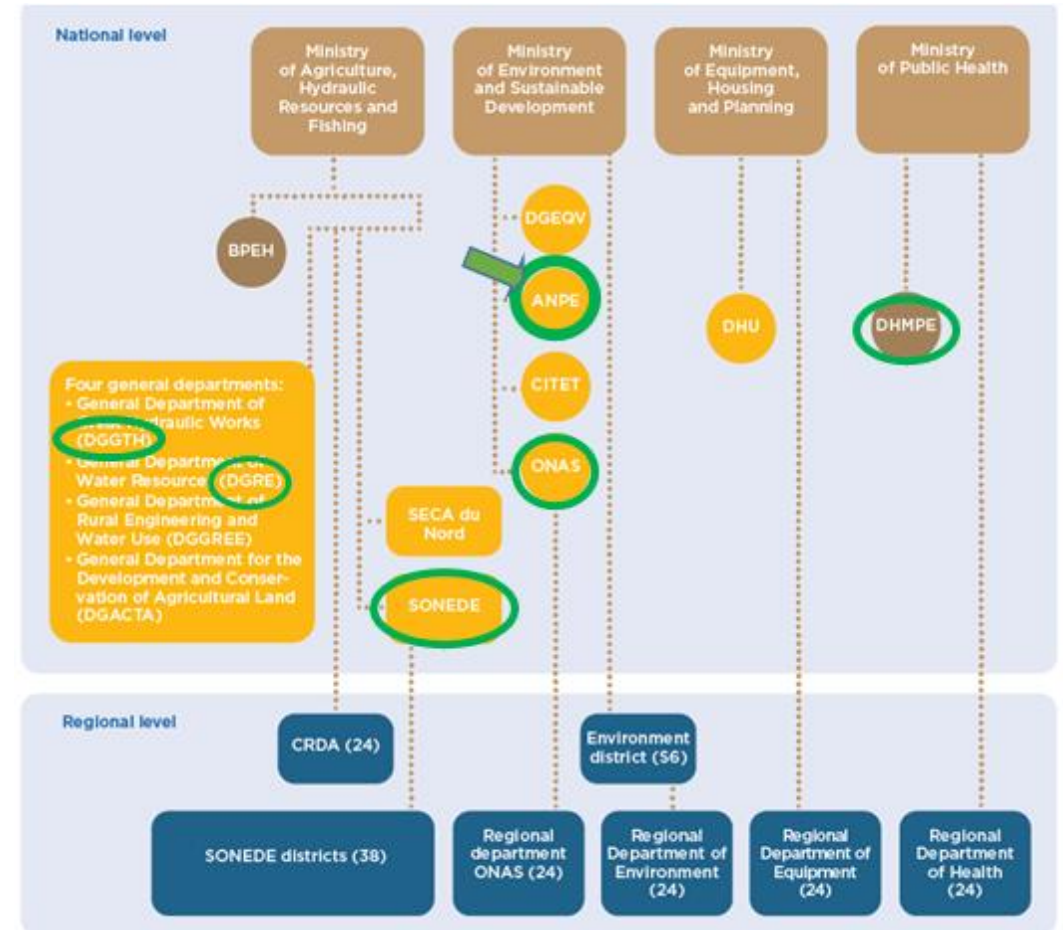 National level
Ministry
of Agriculture,
Hydraulic
Resources and
Fishing
Ministry
of Environment
and Sustainable
Development
Ministry
of Equipment,
Housing
and Planning
Ministry
of Public Health
BPEH
DGEQV
ANPE
DHU
DHMPE
CITET
ONAS
Four general departments:
• General Department of
Great Hydraulic Works
(DGGTH)
• General Department of
Water Resource (DGRE)
• General Department of
Rural Engineering and
Water Use (DGGREE)
• General Department for the
Development and Conser-
vation of Agricultural Land
(DGACTA)
SECA du
Nord
SONEDE
Regional level
CRDA (24)
Environment
district (S6)
SONEDE districts (38)
Regional
department
ONAS (24)
Regional
Department of
Environment
(24)
Regional
Department of
Equipment
(24)
Regional
Department
of Health
(24)